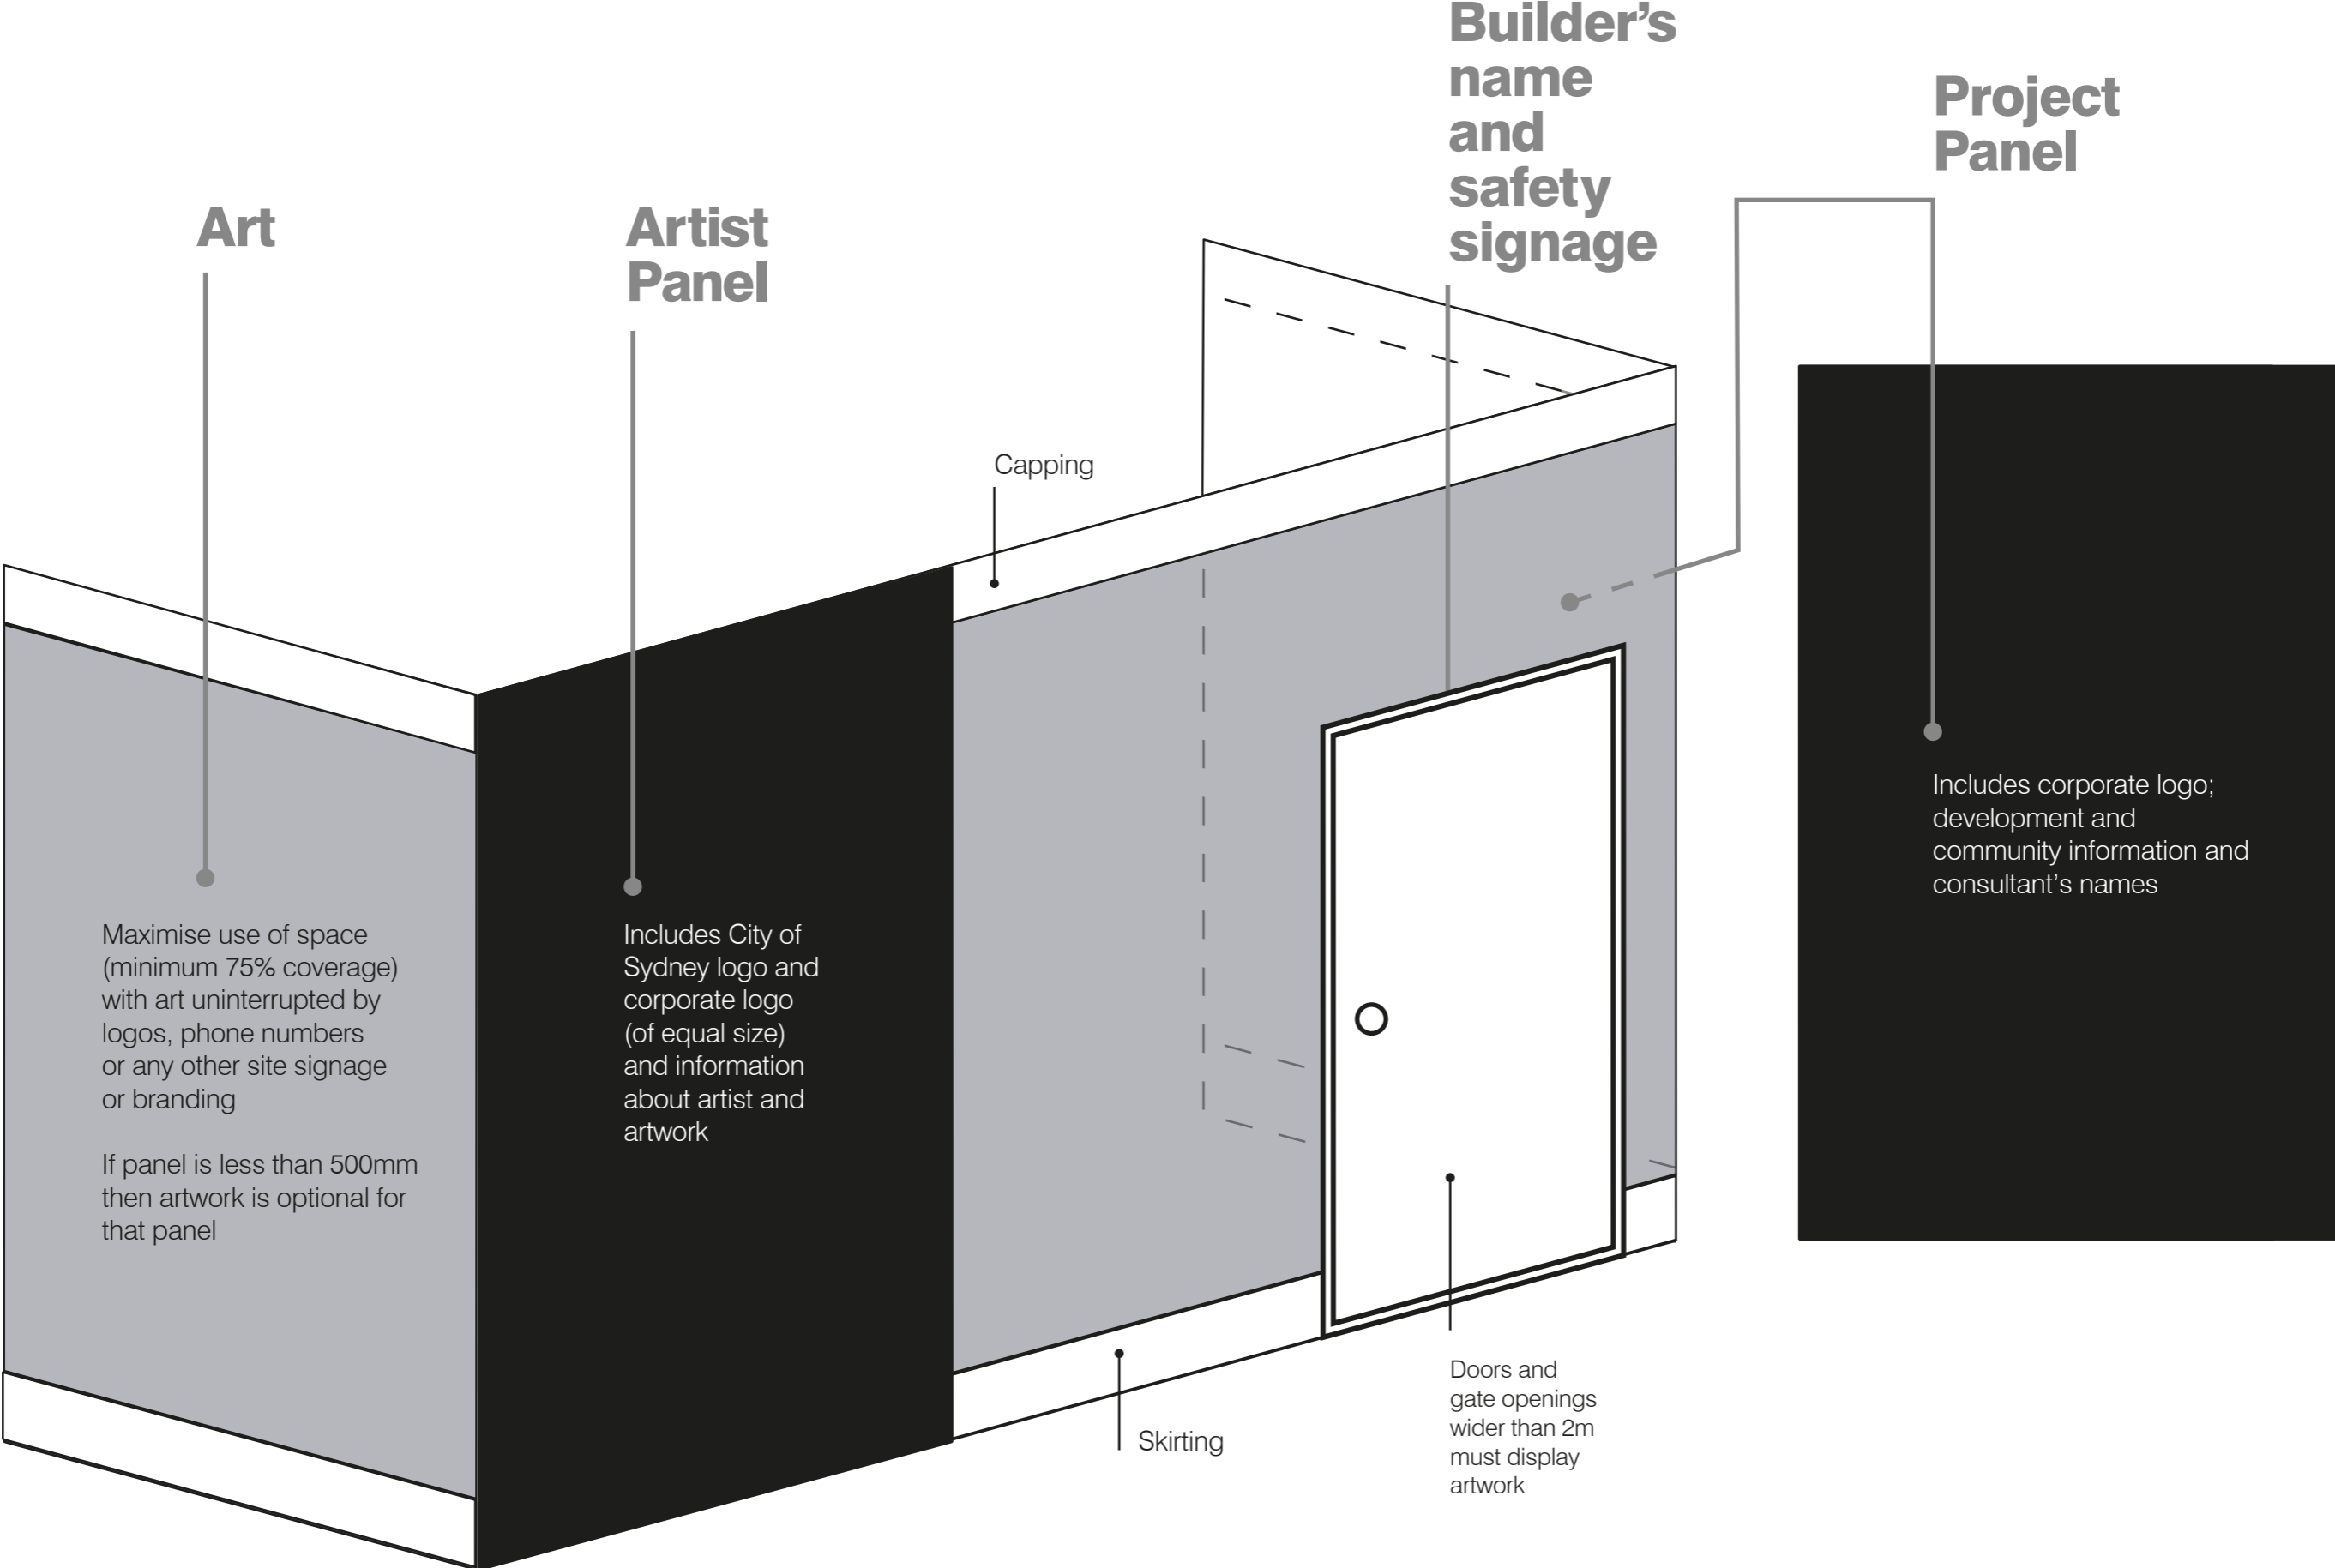 Builder’s
name
and
safety
signage
Project
Panel
Art
Artist
Panel
Capping
Includes corporate logo;
development and
community information and
consultant’s names
Maximise use of space
(minimum 75% coverage)
with art uninterrupted by
logos, phone numbers
or any other site signage
or branding
If panel is less than 500mm
then artwork is optional for
that panel
Includes City of
Sydney logo and
corporate logo
(of equal size)
and information
about artist and
artwork
Skirting
Doors and
gate openings
wider than 2m
must display
artwork